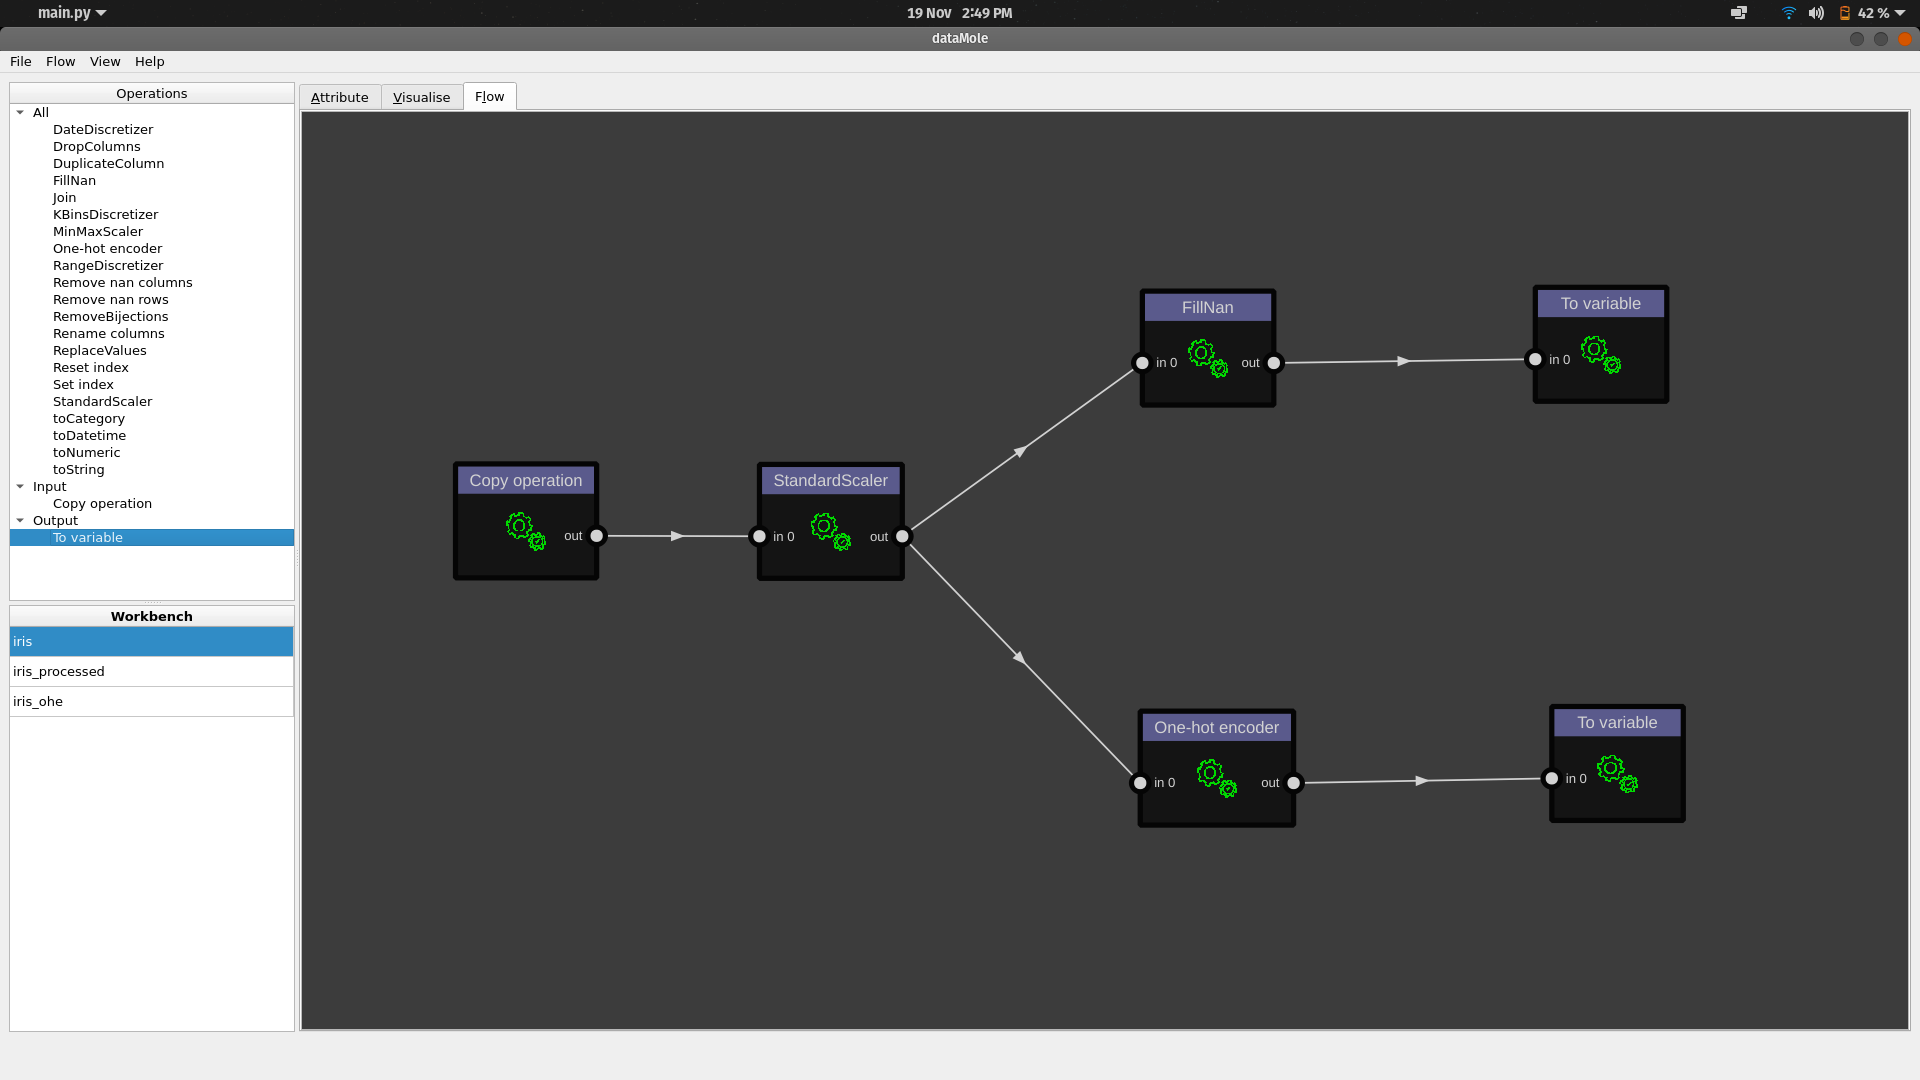 main.py
19 Nov 2:49 PM
42 %
dataMole
File Flow View Help
Operations
All
DateDiscretizer
DropColumns
DuplicateColumn
FillNan
Join
KBinsDiscretizer
MinMaxScaler
One-hot encoder
RangeDiscretizer
Remove nan columns
Remove nan rows
RemoveBijections
Rename columns
ReplaceValues
Reset index
Set index
StandardScaler
toCategory
toDatetime
toNumeric
toString
Input
Copy operation
Output
To variable
Workbench
iris
iris_processed
iris_ohe
Attribute Visualise Flow
FillNan
in 0 out
To variable
in 0
Copy operation
out
StandardScaler
in 0 out
One-hot encoder
in 0 out
To variable
in 0